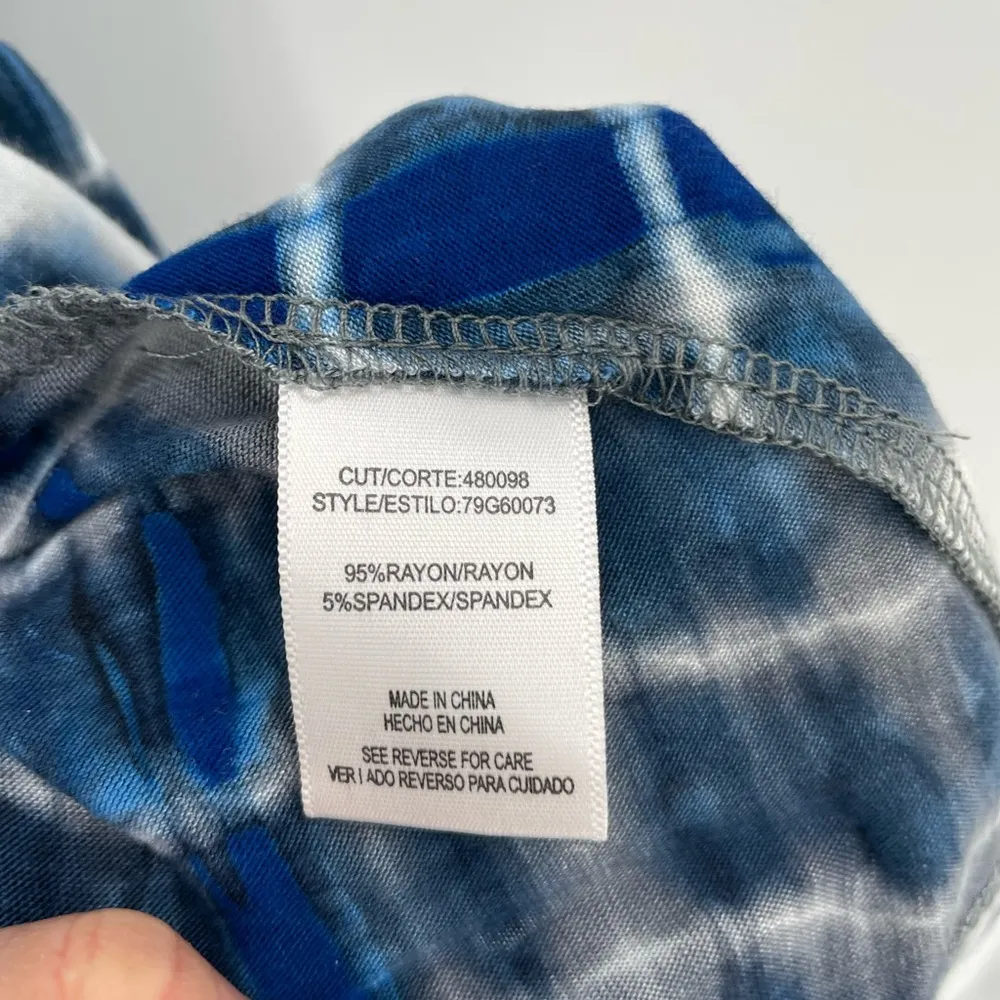 CUT/CORTE:480098
STYLE/ESTILO:79G60073
95%RAYON/RAYON
5%SPANDEX/SPANDEX
MADE IN CHINA
HECHO EN CHINA
SEE REVERSE FOR CARE
VER LADO REVERSO PARA CUIDADO